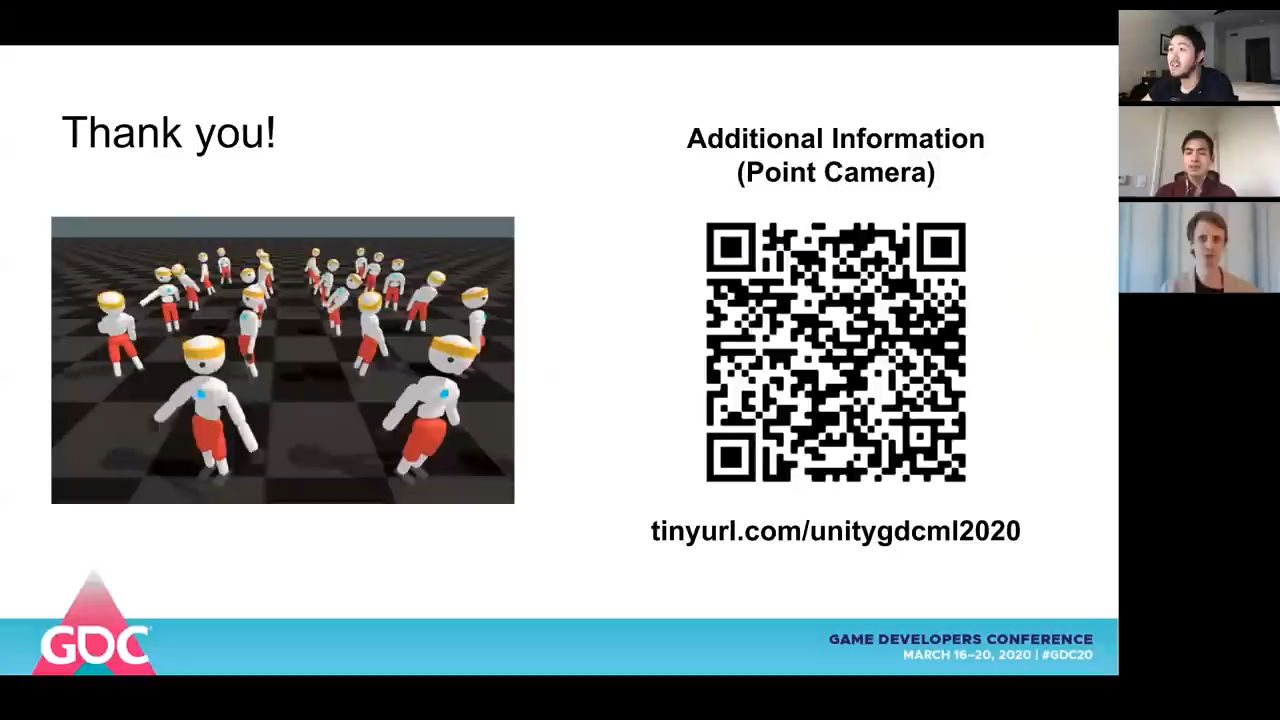 Thank you!
Additional Information
(Point Camera)
tinyurl.com/unitygdcml2020
GDC
GAME DEVELOPERS CONFERENCE
MARCH 16–20, 2020 | #GDC20